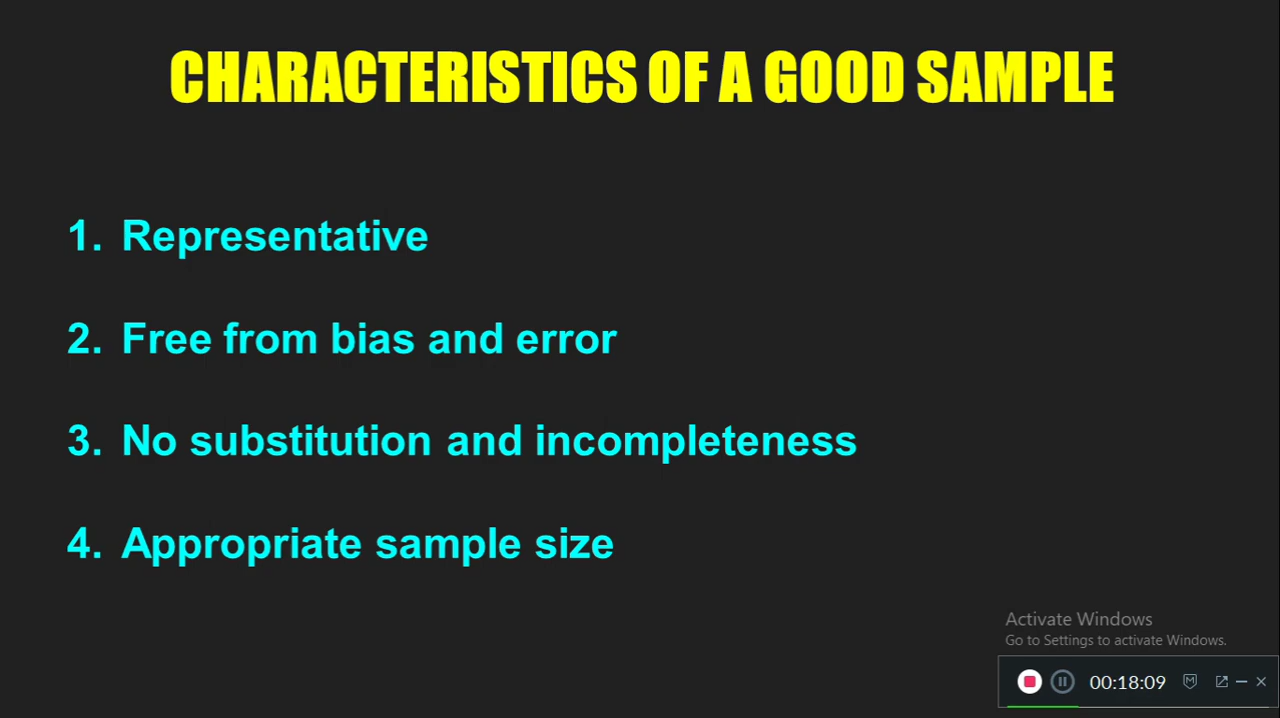 CHARACTERISTICS OF A GOOD SAMPLE
1. Representative
2. Free from bias and error
3. No substitution and incompleteness
4. Appropriate sample size
Activate Windows
Go to Settings to activate Windows.
00:18:09